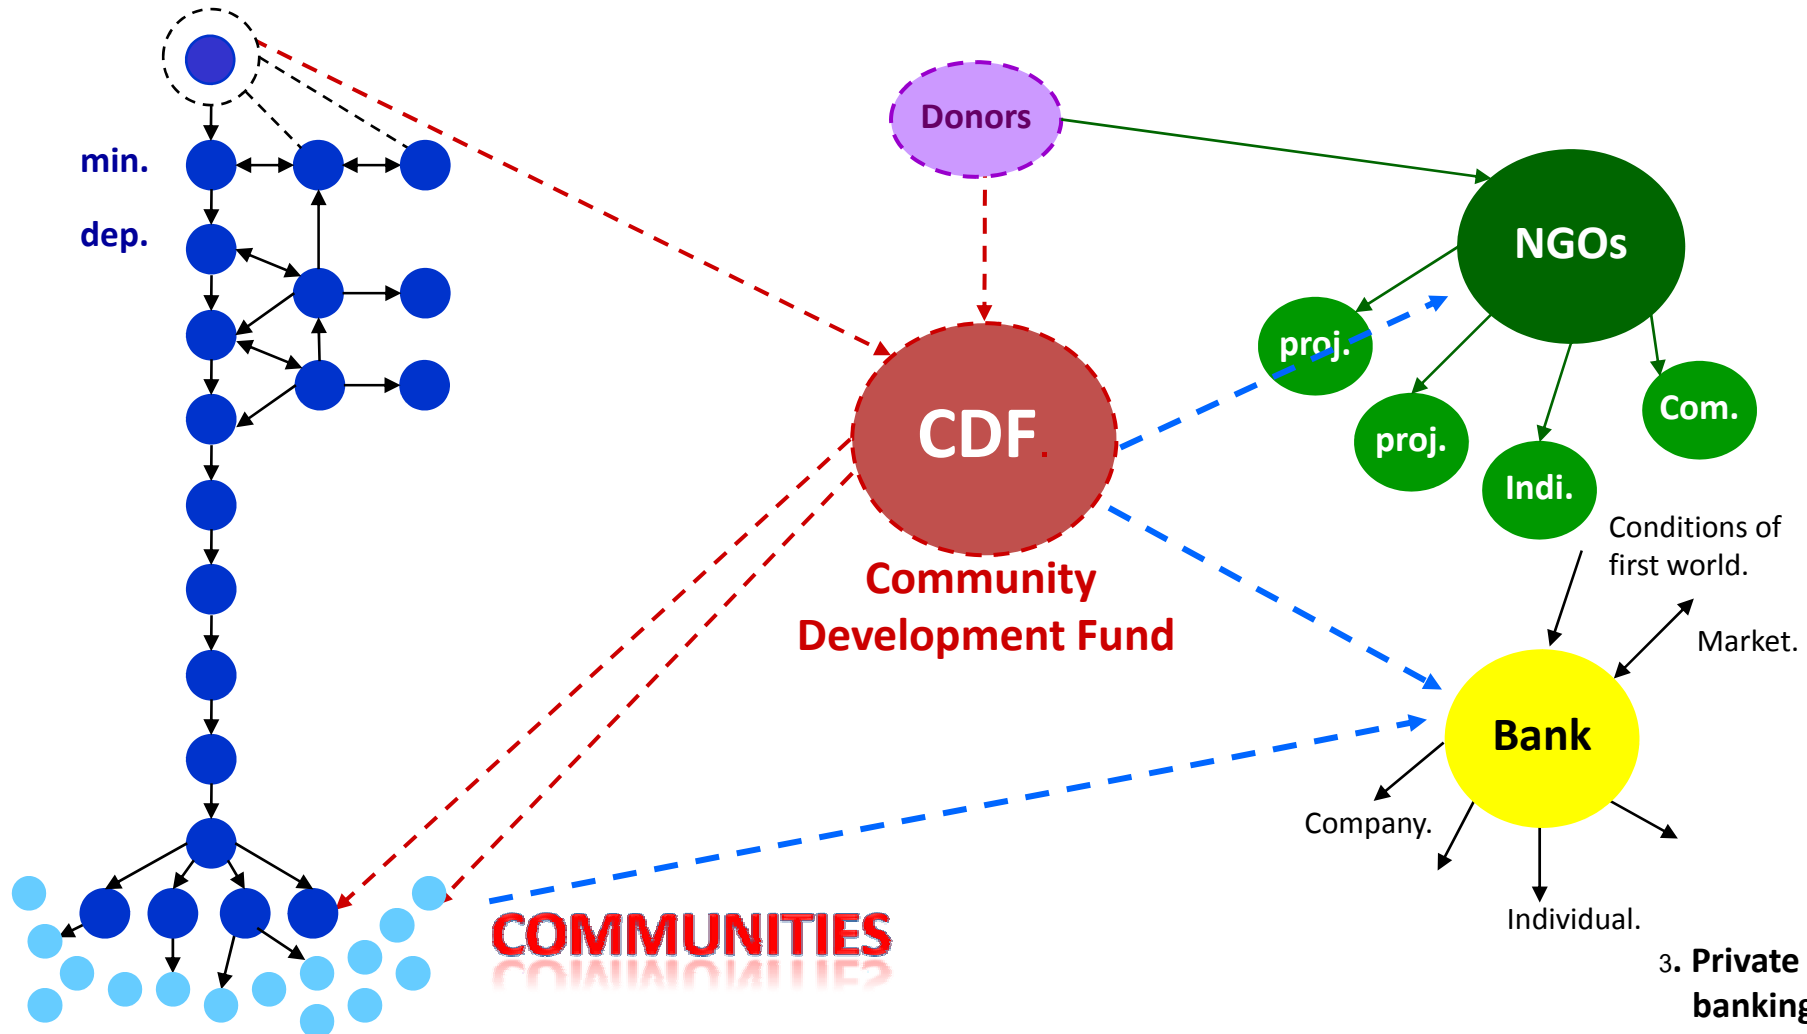 Donors
min.
dep.
NGOs
proj.
Com.
CDF.
proj.
Indi.
Conditions of
first world.
Community
Development Fund
Market.
Bank
Company.
COMMUNITIES
Individual.
3. Private
banking